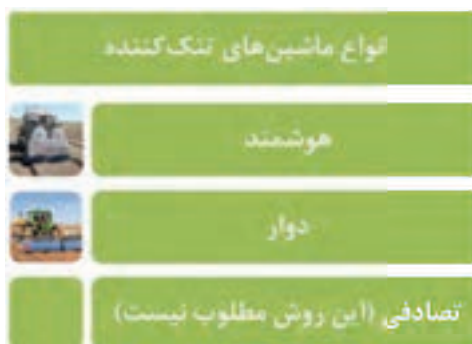 انواع ماشین‌های تنک‌کننده
هوشمند
دوار
تصادفی (این روش مطلوب نیست)